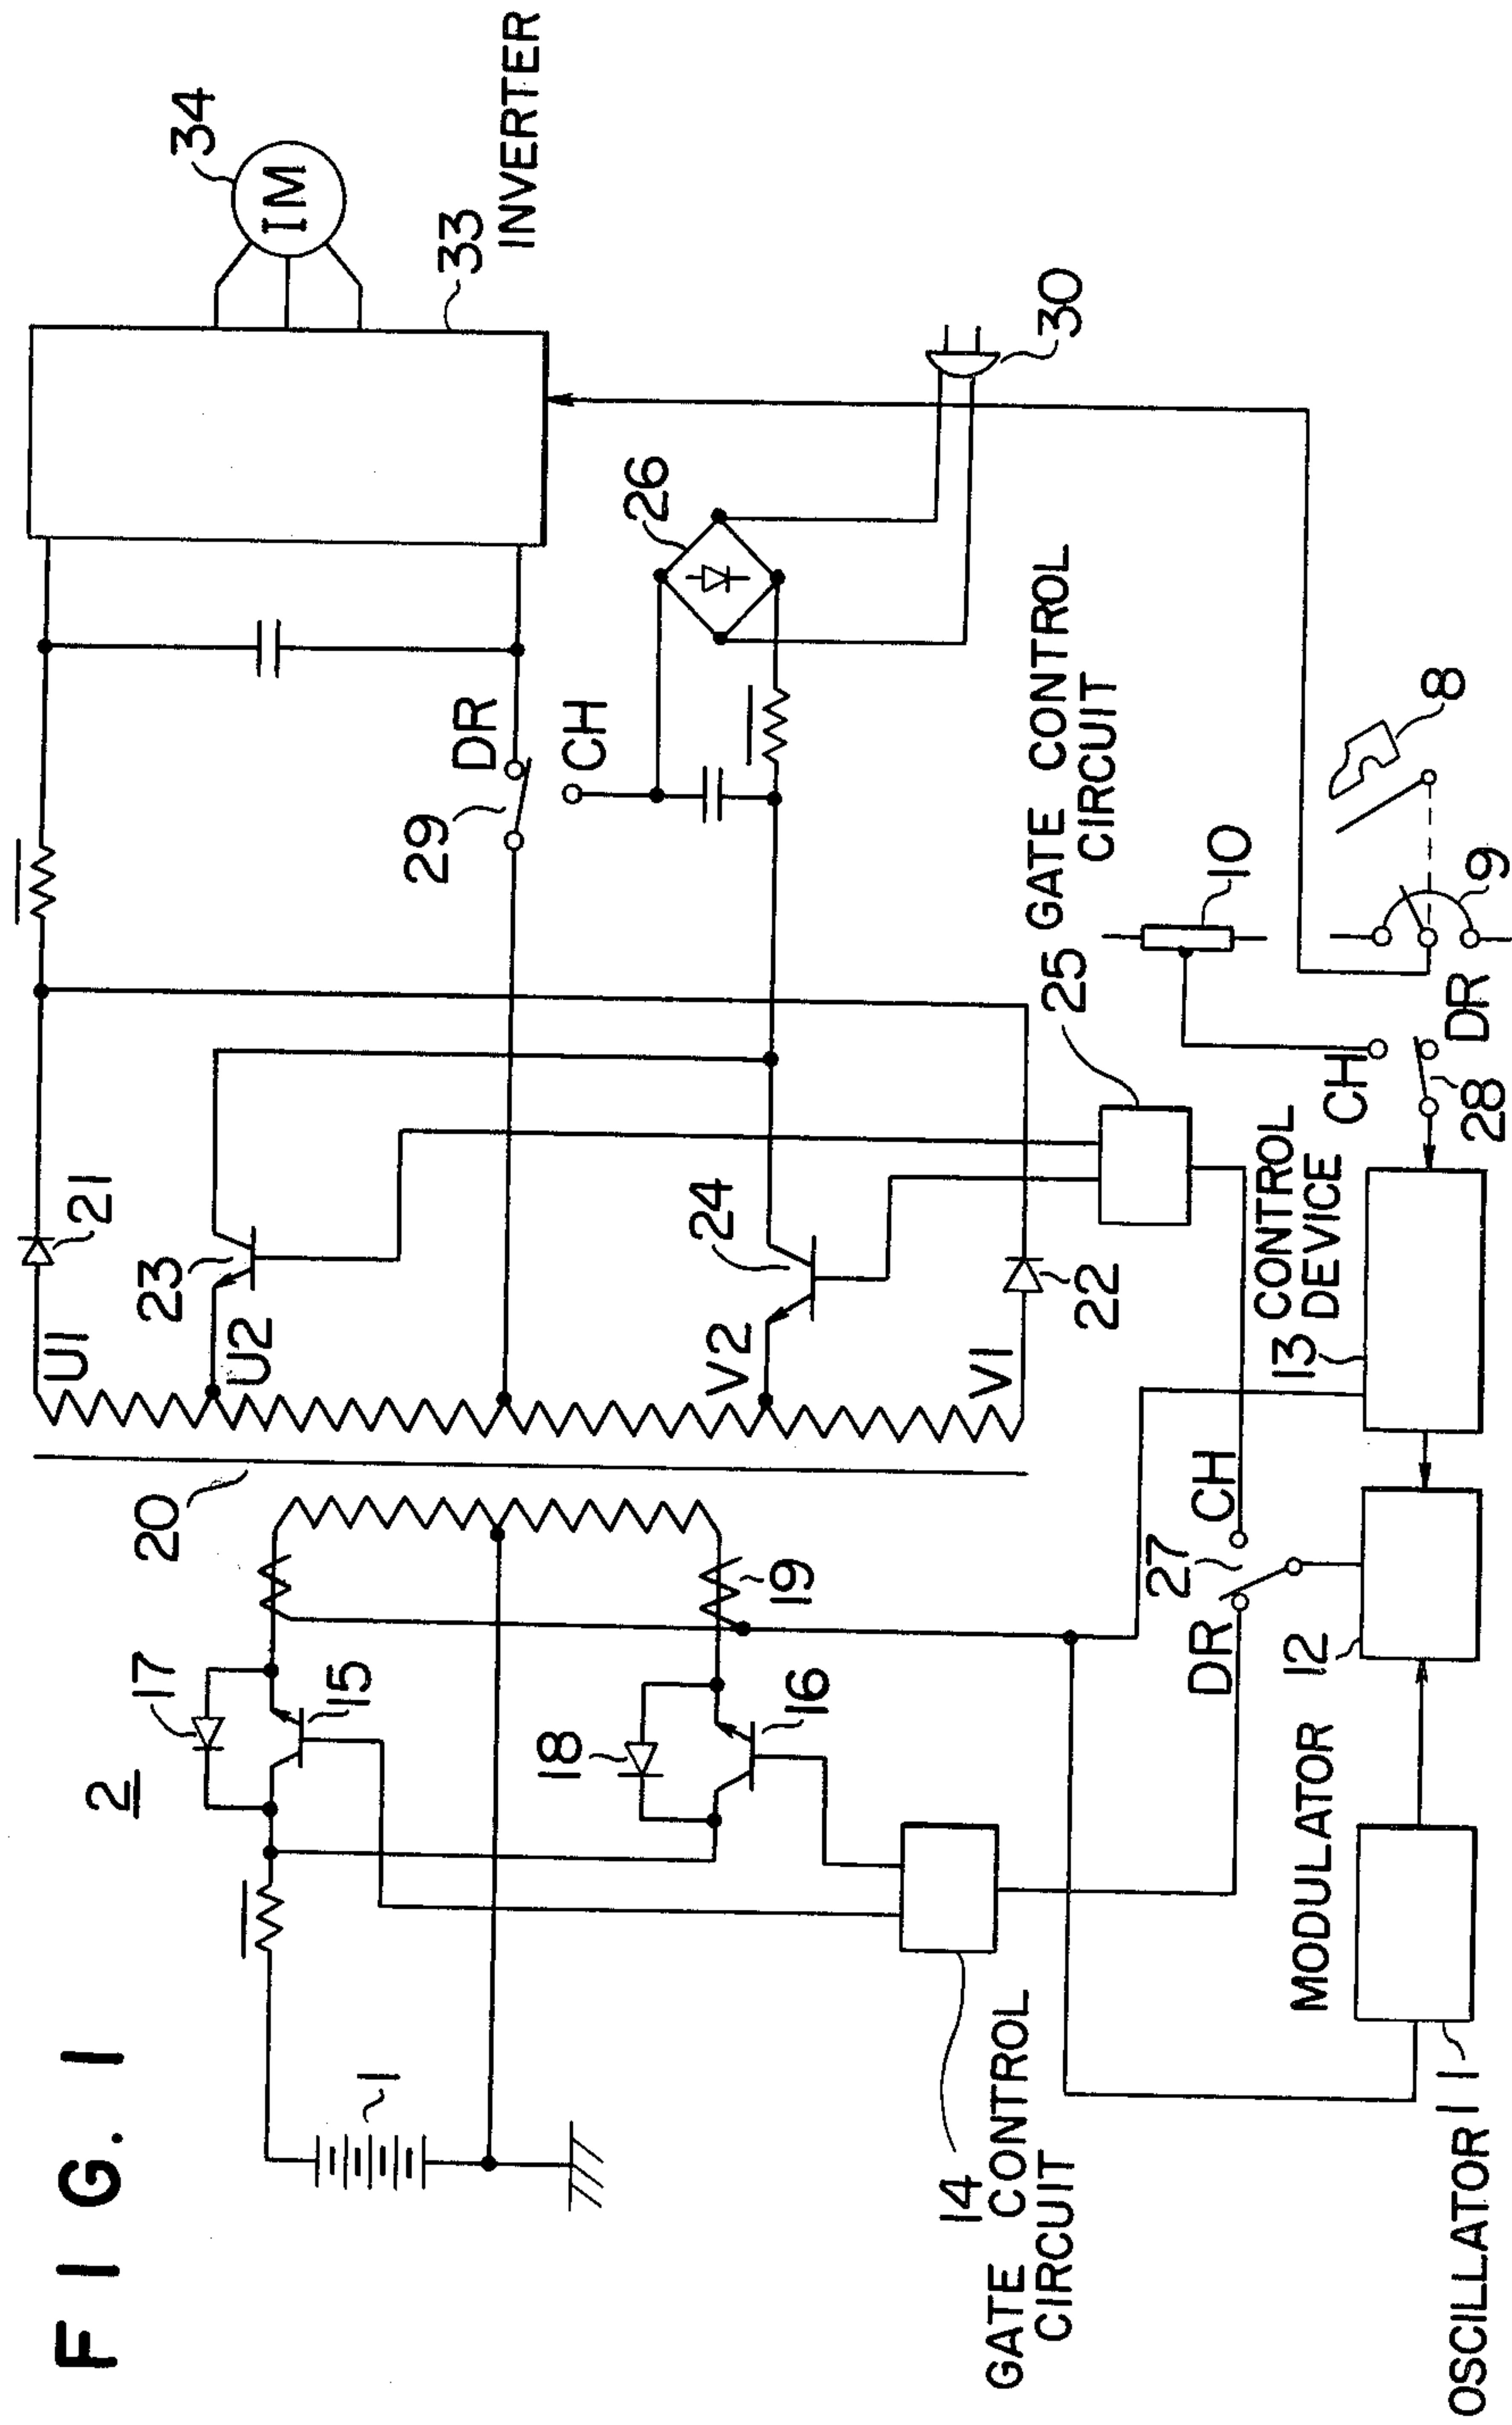 FIG. 1
2
1
17
15
18
16
19
20
U1
U2
V2
V1
21
23
24
22
29
DR
CH
26
30
34
IM
33
INVERTER
14
GATE CONTROL
CIRCUIT
25
GATE CONTROL
CIRCUIT
10
8
9
27
DR
CH
28
CH
DR
13
CONTROL
DEVICE
12
MODULATOR
OSCILLATOR 11